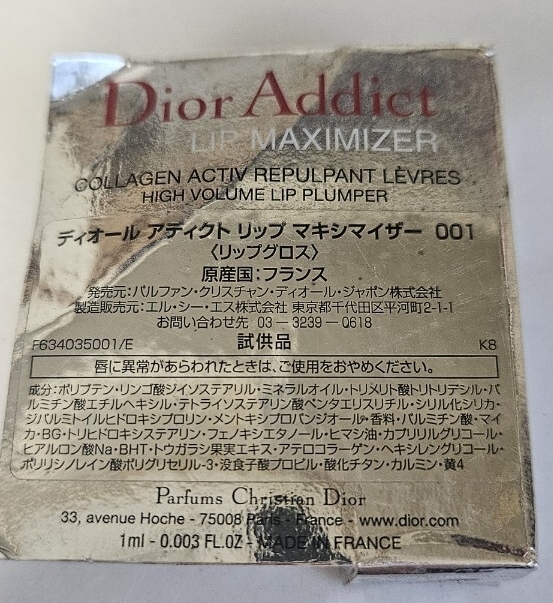 Dior Addict
LIP MAXIMIZER
COLLAGEN ACTIV REPULPANT LÈVRES
HIGH VOLUME LIP PLUMPER
ディオール アディクト リップ マキシマイザー 001
〈リップグロス〉
原産国:フランス
発売元:パルファン・クリスチャン・ディオール・ジャポン株式会社
製造販売元:エル・シー・エス株式会社 東京都千代田区平河町2-1-1
お問い合わせ先 03-3239-0618
F634035001/E 試供品 K8
唇に異常があらわれたときは、ご使用をおやめください。
成分:ポリブテン・リンゴ酸ジイソステアリル・ミネラルオイル・トリメリト酸トリトリデシル・パ
ルミチン酸エチルヘキシル・テトライソステアリン酸ペンタエリスリチル・シリル化シリカ・
ジパルミトイルヒドロキシプロリン・メントキシプロパンジオール・香料・パルミチン酸・マイ
カ・BG・トリヒドロキシステアリン・フェノキシエタノール・ヒマシ油・カプリリルグリコール・
ヒアルロン酸Na・BHT・トウガラシ果実エキス・アテロコラーゲン・ヘキシレングリコール・
ポリリシノレイン酸ポリグリセリル-3・没食子酸プロピル・酸化チタン・カルミン・黄4
Parfums Christian Dior
33, avenue Hoche - 75008 Paris - France - www.dior.com
1ml - 0.003 FL.OZ - MADE IN FRANCE